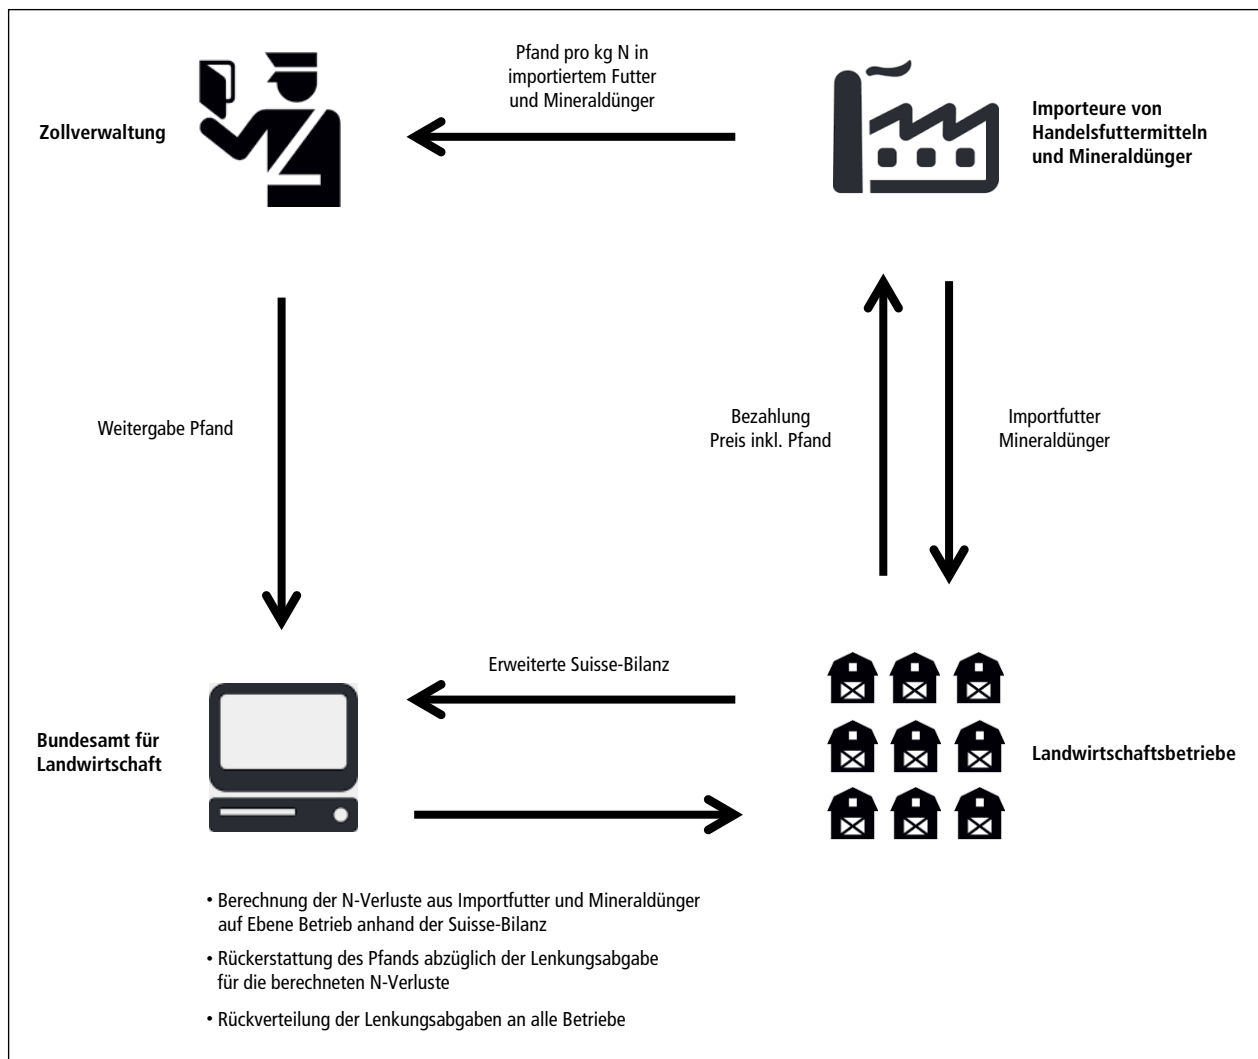 Pfand pro kg N in
importiertem Futter
und Mineraldünger
Zollverwaltung
Importeure von
Handelsfuttermitteln
und Mineraldünger
Weitergabe Pfand
Bezahlung
Preis inkl. Pfand
Importfutter
Mineraldünger
Erweiterte Suisse-Bilanz
Bundesamt für
Landwirtschaft
Landwirtschaftsbetriebe
• Berechnung der N-Verluste aus Importfutter und Mineraldünger
auf Ebene Betrieb anhand der Suisse-Bilanz
• Rückerstattung des Pfands abzüglich der Lenkungsabgabe
für die berechneten N-Verluste
• Rückverteilung der Lenkungsabgaben an alle Betriebe